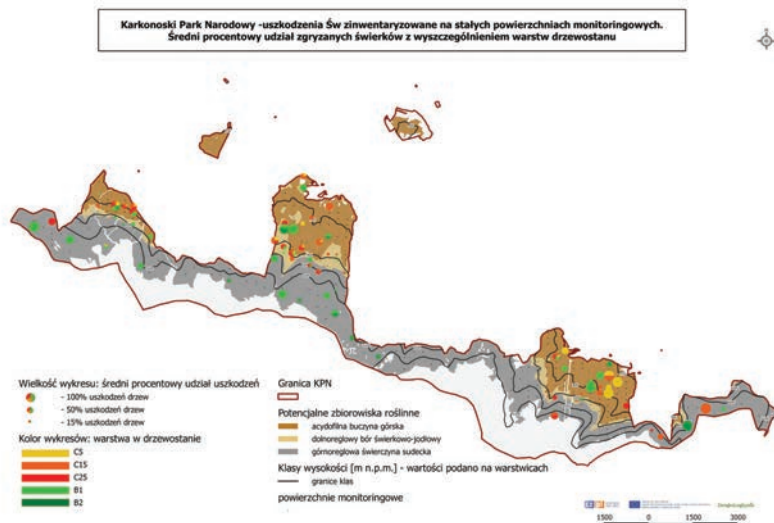 Karkonoski Park Narodowy -uszkodzenia Św zinwentaryzowane na stałych powierzchniach monitoringowych.
Średni procentowy udział zgryzanych świerków z wyszczególnieniem warstw drzewostanu
Wielkość wykresu: średni procentowy udział uszkodzeń
- 100% uszkodzeń drzew
- 50% uszkodzeń drzew
- 15% uszkodzeń drzew
Kolor wykresów: warstwa w drzewostanie
C5
C15
C25
B1
B2
Granica KPN
Potencjalne zbiorowiska roślinne
acydofilna buczyna górska
dolnoreglowy bór świerkowo-jodłowy
górnoreglowa świerczyna sudecka
Klasy wysokości [m n.p.m.] - wartości podano na warstwicach
granice klas
powierzchnie monitoringowe
1500 0 1500 3000